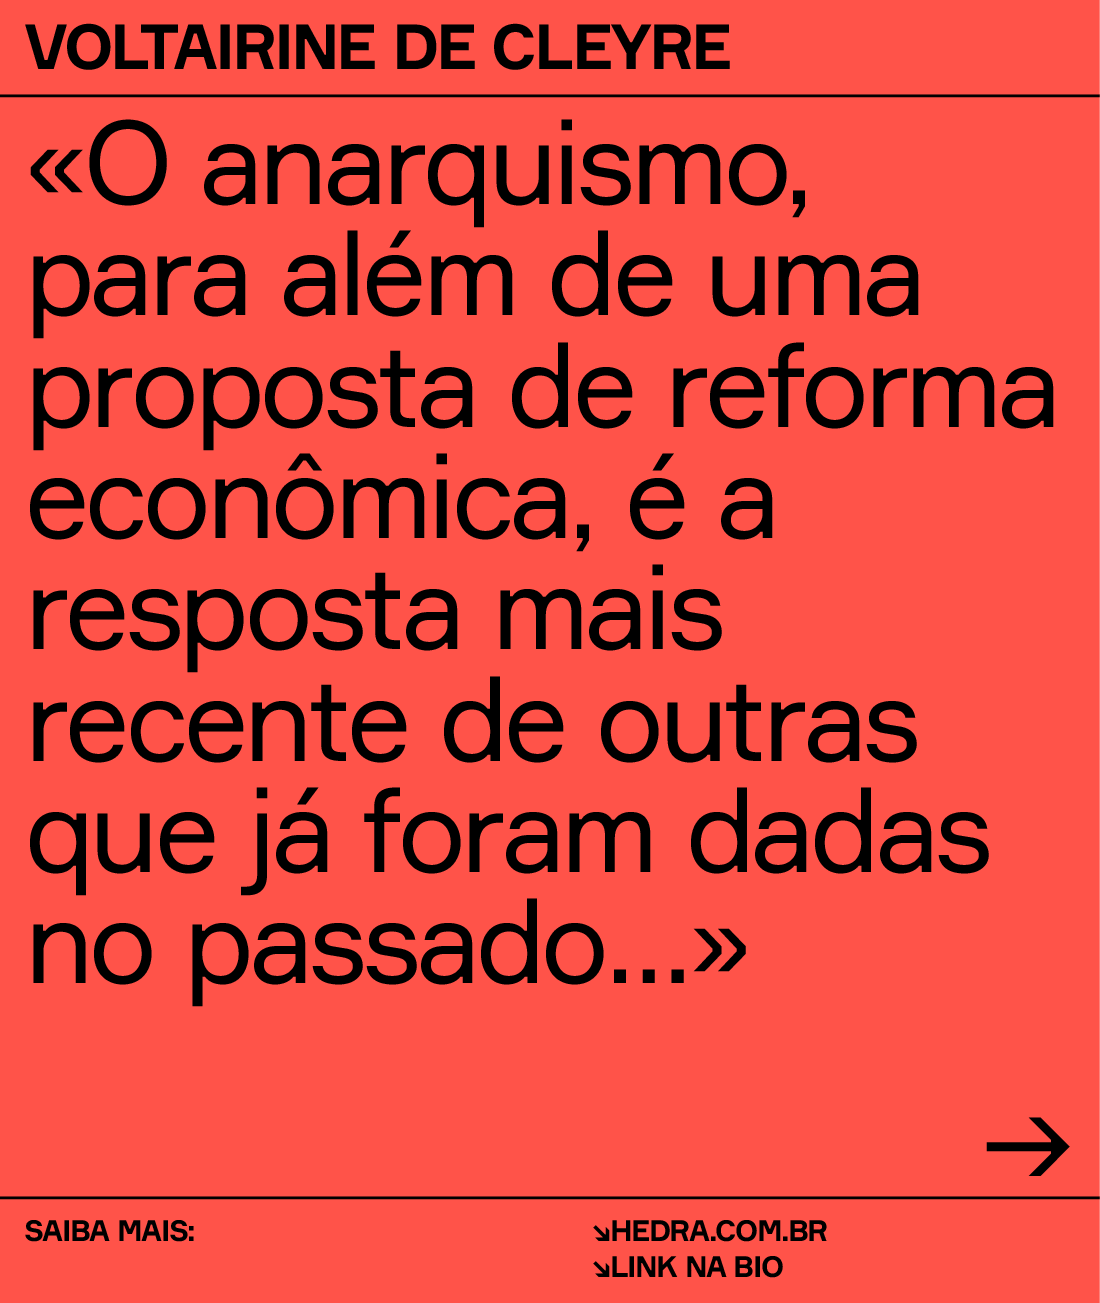 VOLTAIRINE DE CLEYRE
«O anarquismo,
para além de uma
proposta de reforma
econômica, é a
resposta mais
recente de outras
que já foram dadas
no passado...»
→
SAIBA MAIS:
↘HEDRA.COM.BR
↘LINK NA BIO